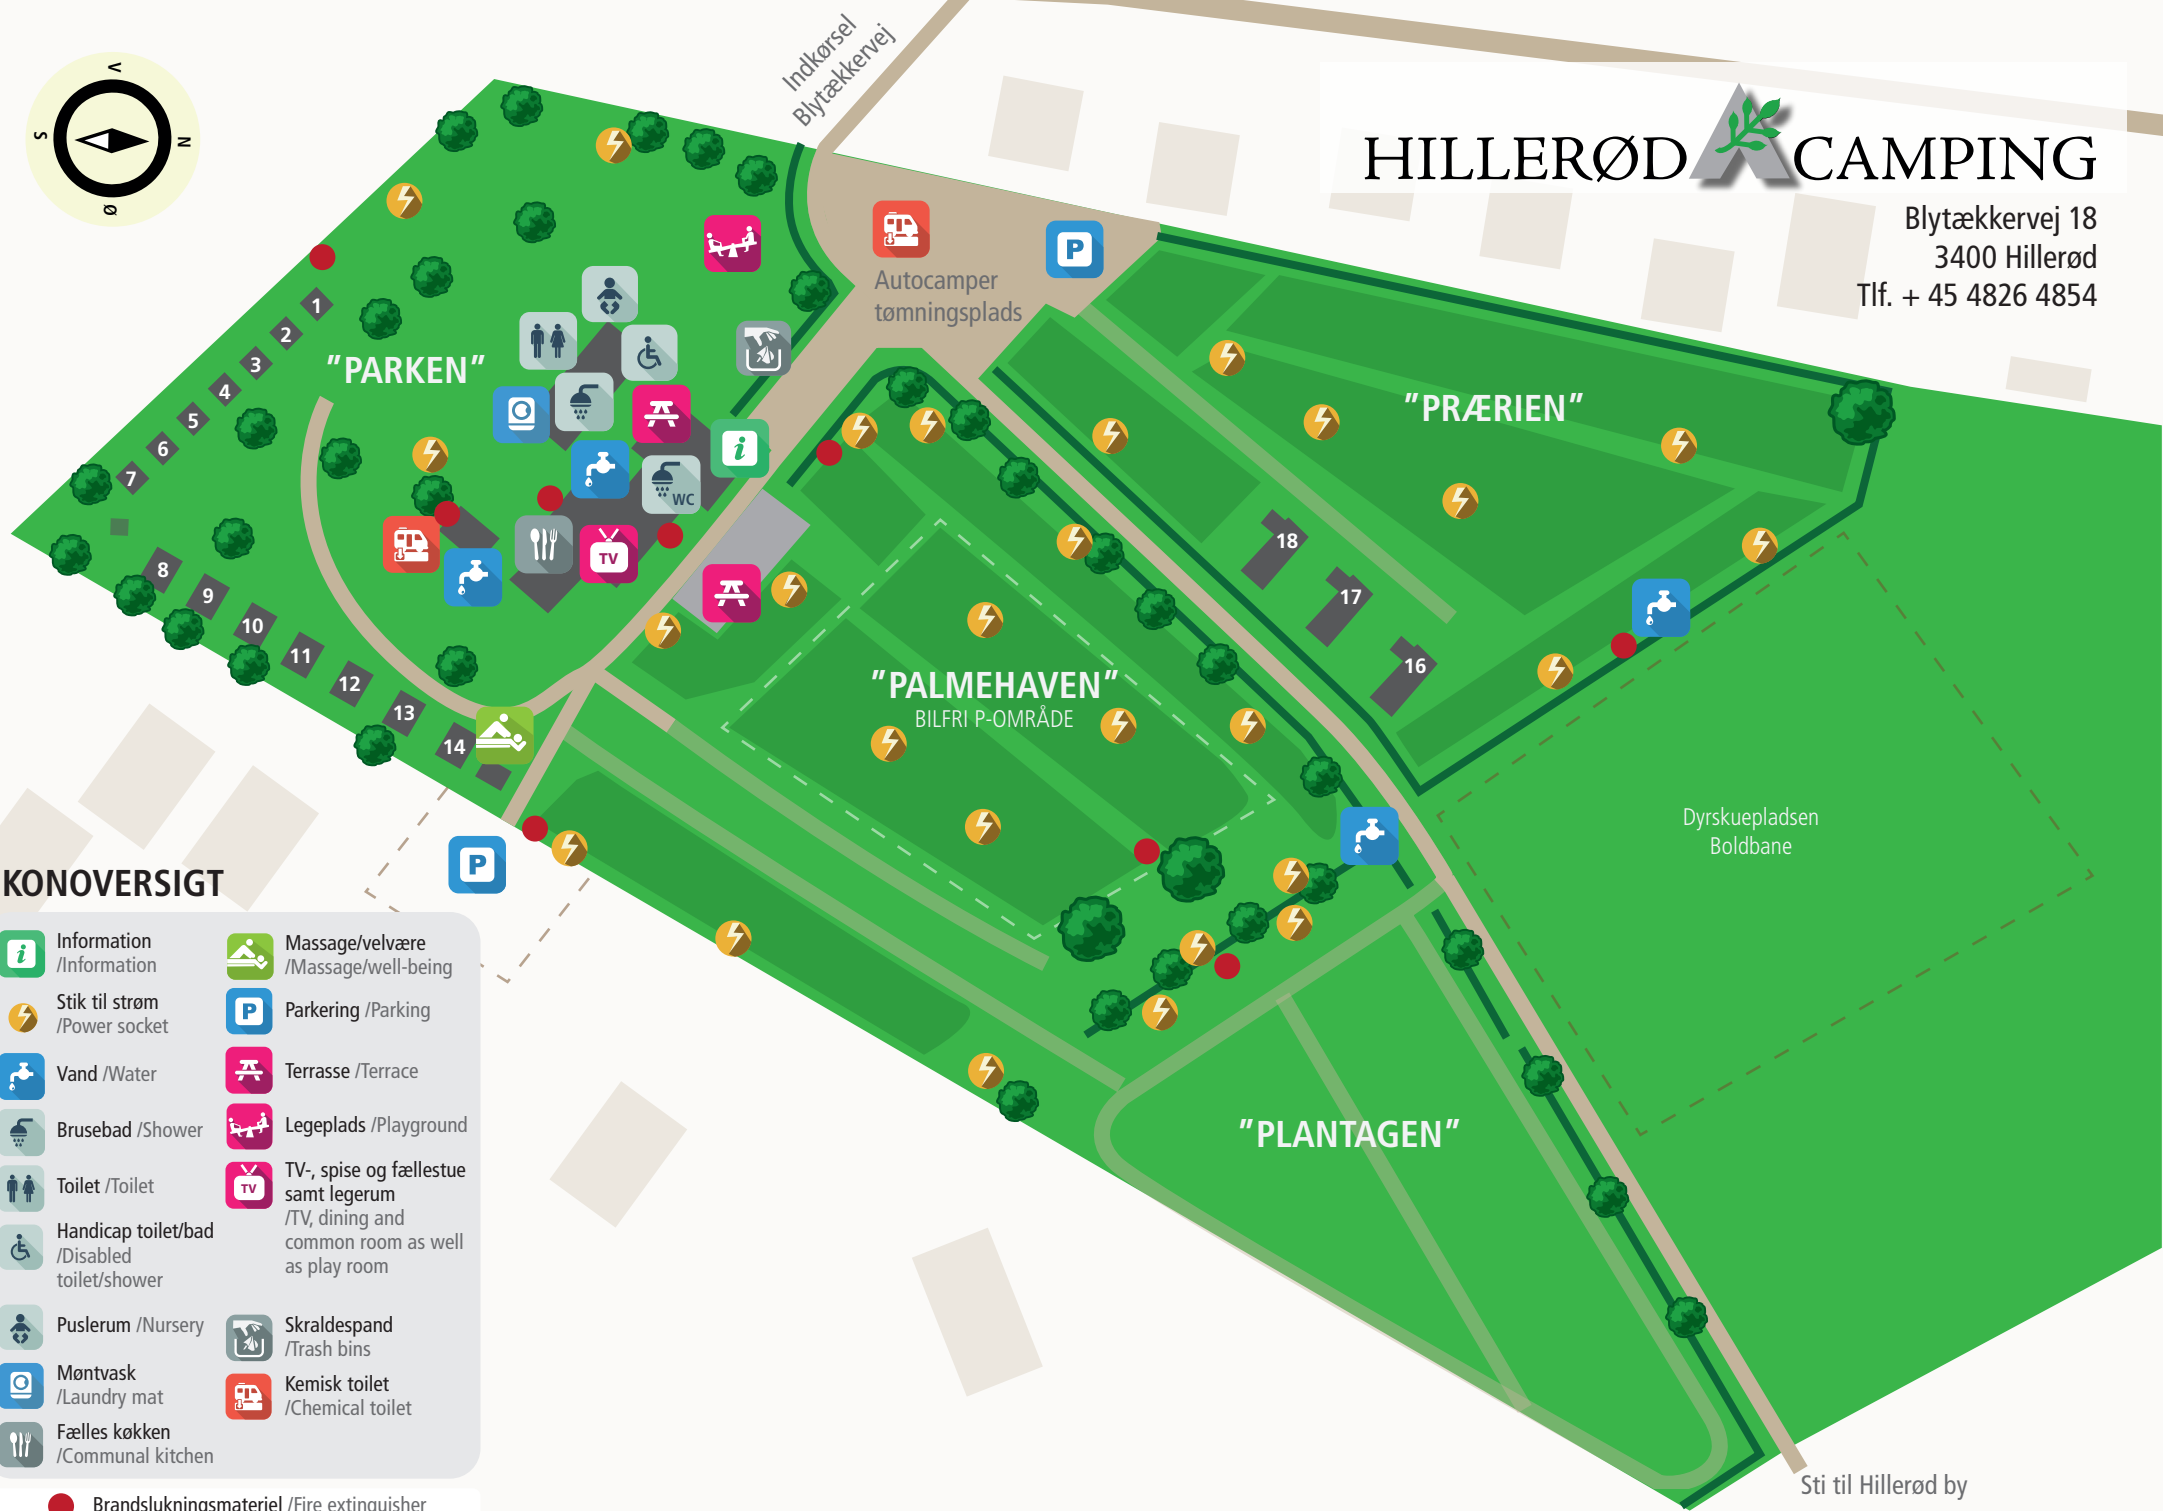 V
S
N
Ø
Indkørsel
Blytækkervej
HILLERØD CAMPING
Blytækkervej 18
3400 Hillerød
Tlf. + 45 4826 4854
P
Autocamper
tømningsplads
1
2
3
4
5
6
7
"PARKEN"
i
WC
TV
"PRÆRIEN"
18
17
16
8
9
10
11
12
13
14
"PALMEHAVEN"
BILFRI P-OMRÅDE
P
Dyrskuepladsen
Boldbane
"PLANTAGEN"
Sti til Hillerød by
KONOVERSIGT
i
Information
/Information
Stik til strøm
/Power socket
Vand /Water
Brusebad /Shower
Toilet /Toilet
Handicap toilet/bad
/Disabled
toilet/shower
Puslerum /Nursery
Møntvask
/Laundry mat
Fælles køkken
/Communal kitchen
Massage/velvære
/Massage/well-being
P
Parkering /Parking
Terrasse /Terrace
Legeplads /Playground
TV
TV-, spise og fællestue
samt legerum
/TV, dining and
common room as well
as play room
Skraldespand
/Trash bins
Kemisk toilet
/Chemical toilet
Brandslukningsmateriel /Fire extinguisher